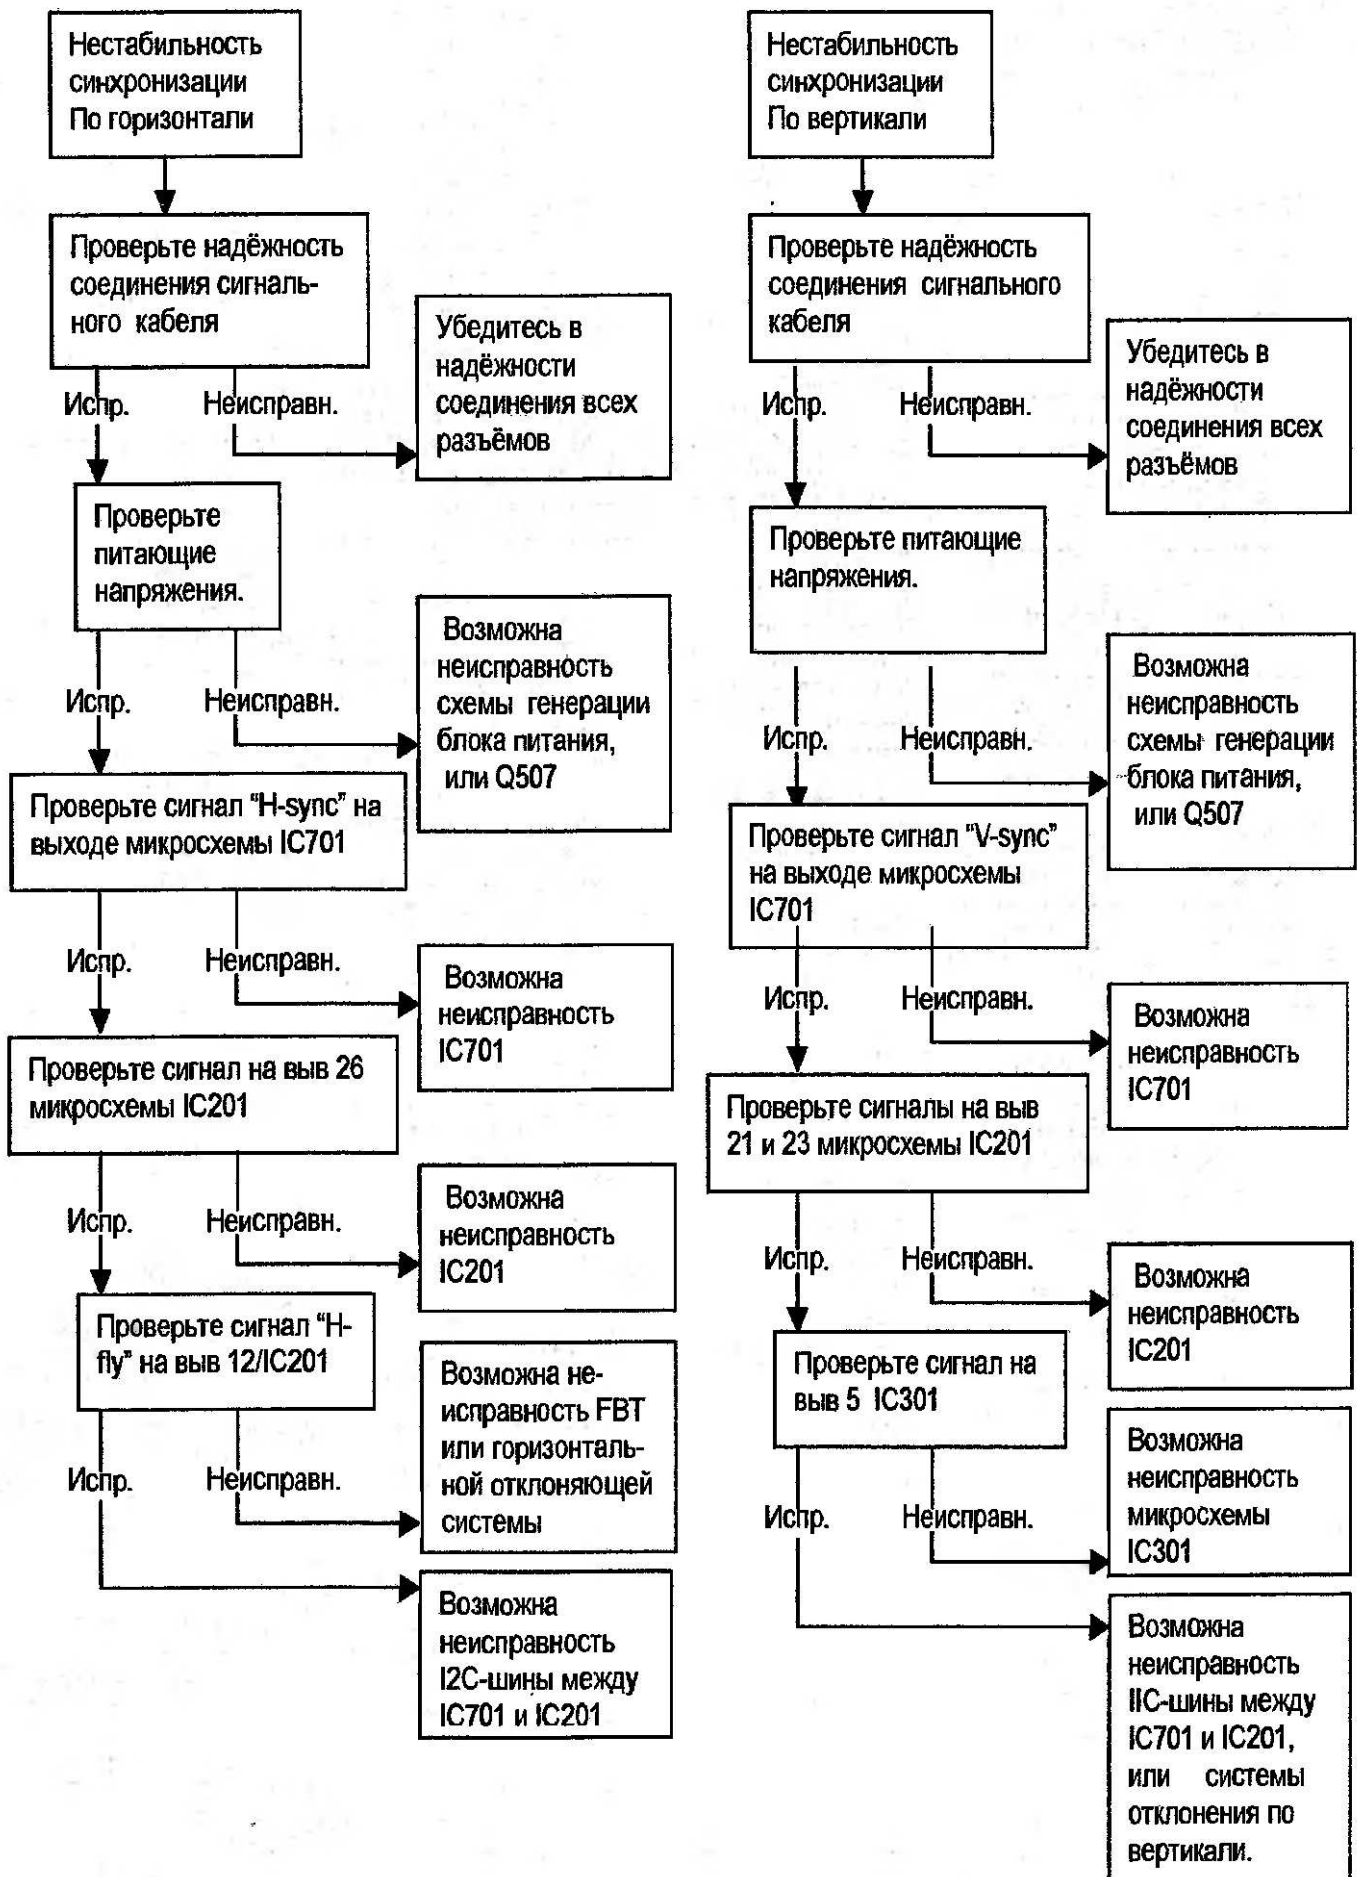 Нестабильность
синхронизации
По горизонтали
Проверьте надёжность
соединения сигналь-
ного кабеля
Испр.
Неисправн.
Убедитесь в
надёжности
соединения всех
разъёмов
Проверьте
питающие
напряжения.
Испр.
Неисправн.
Возможна
неисправность
схемы генерации
блока питания,
или Q507
Проверьте сигнал "H-sync" на
выходе микросхемы IC701
Испр.
Неисправн.
Возможна
неисправность
IC701
Проверьте сигнал на выв 26
микросхемы IC201
Испр.
Неисправн.
Возможна
неисправность
IC201
Проверьте сигнал "H-
fly" на выв 12/IC201
Испр.
Неисправн.
Возможна не-
исправность FBT
или горизонталь-
ной отклоняющей
системы
Возможна
неисправность
I2C-шины между
IC701 и IC201
Нестабильность
синхронизации
По вертикали
Проверьте надёжность
соединения сигнального
кабеля
Испр.
Неисправн.
Убедитесь в
надёжности
соединения всех
разъёмов
Проверьте питающие
напряжения.
Испр.
Неисправн.
Возможна
неисправность
схемы генерации
блока питания,
или Q507
Проверьте сигнал "V-sync"
на выходе микросхемы
IC701
Испр.
Неисправн.
Возможна
неисправность
IC701
Проверьте сигналы на выв
21 и 23 микросхемы IC201
Испр.
Неисправн.
Возможна
неисправность
IC201
Проверьте сигнал на
выв 5 IC301
Испр.
Неисправн.
Возможна
неисправность
микросхемы
IC301
Возможна
неисправность
IIC-шины между
IC701 и IC201,
или системы
отклонения по
вертикали.